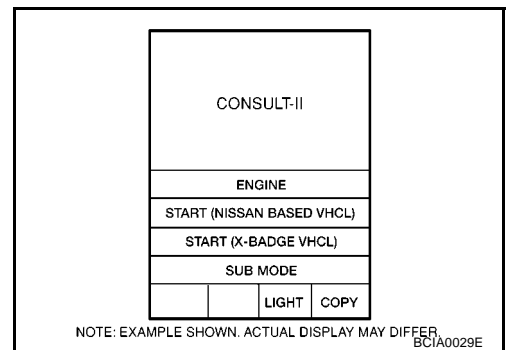 CONSULT-II
ENGINE
START (NISSAN BASED VHCL)
START (X-BADGE VHCL)
SUB MODE
LIGHT COPY
NOTE: EXAMPLE SHOWN. ACTUAL DISPLAY MAY DIFFER.
BCIA0029E